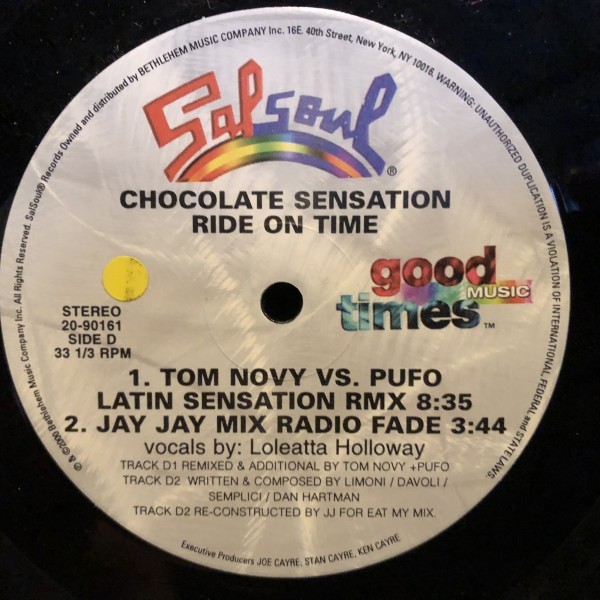 ℗ & ©2000 Bethlehem Music Company Inc. All Rights Reserved. SalSoul® Records Owned and distributed by BETHLEHEM MUSIC COMPANY Inc. 16E. 40th Street, New York, NY 10016. WARNING: UNAUTHORIZED DUPLICATION IS A VIOLATION OF INTERNATIONAL, FEDERAL and STATE LAWS.
Salsoul®
CHOCOLATE SENSATION
RIDE ON TIME
good
MUSIC
times™
STEREO
20-90161
SIDE D
33 1/3 RPM
1. TOM NOVY VS. PUFO
LATIN SENSATION RMX 8:35
2. JAY JAY MIX RADIO FADE 3:44
vocals by: Loleatta Holloway
TRACK D1 REMIXED & ADDITIONAL BY TOM NOVY +PUFO
TRACK D2 WRITTEN & COMPOSED BY LIMONI / DAVOLI /
SEMPLICI / DAN HARTMAN
TRACK D2 RE-CONSTRUCTED BY JJ FOR EAT MY MIX.
Executive Producers JOE CAYRE, STAN CAYRE, KEN CAYRE